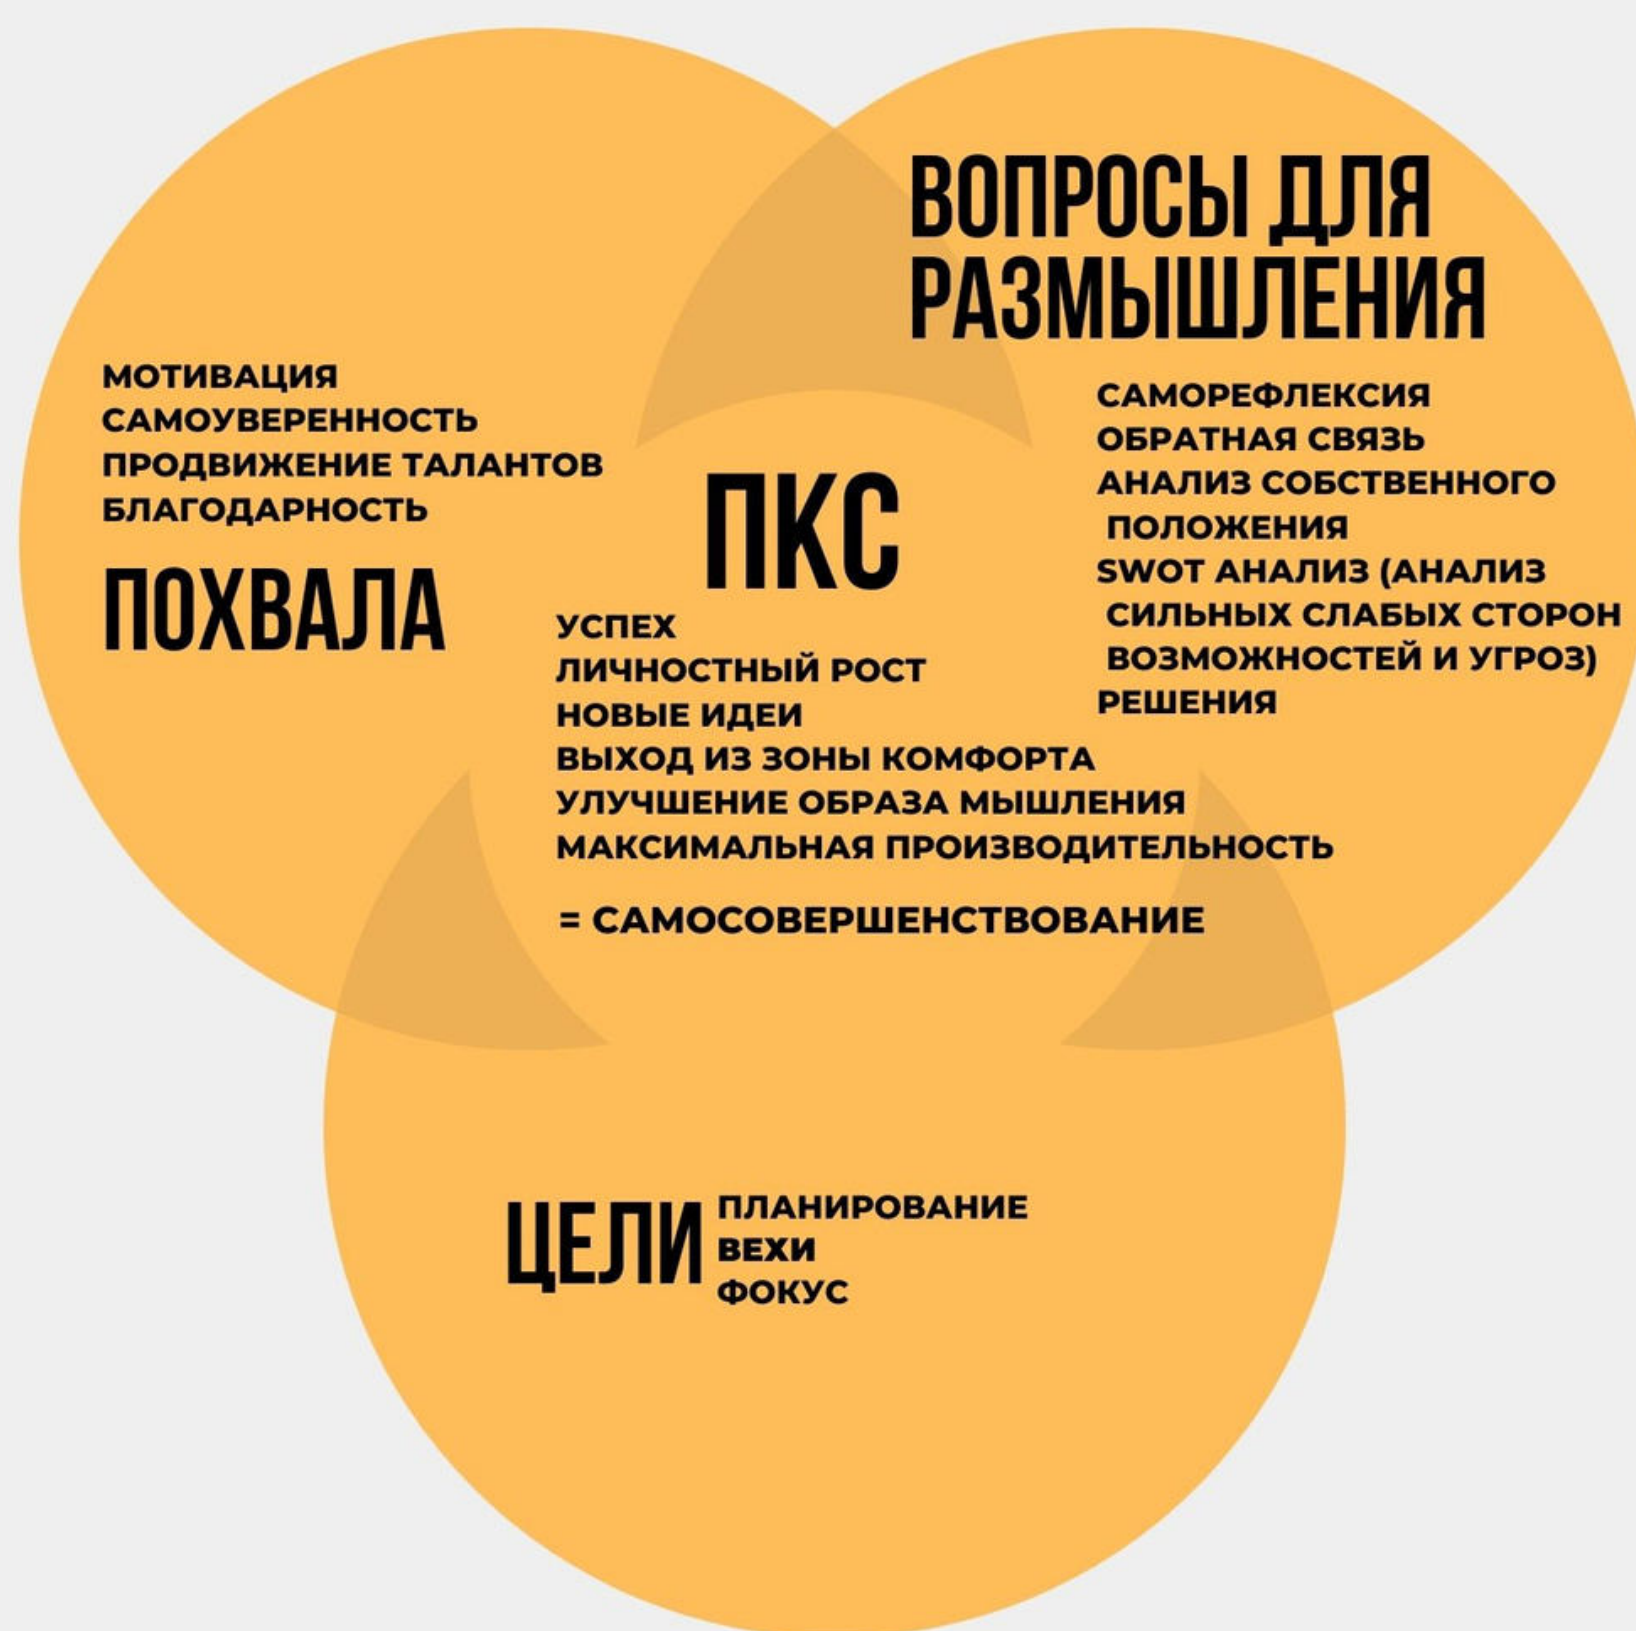 МОТИВАЦИЯ
САМОУВЕРЕННОСТЬ
ПРОДВИЖЕНИЕ ТАЛАНТОВ
БЛАГОДАРНОСТЬ
ПОХВАЛА
ВОПРОСЫ ДЛЯ
РАЗМЫШЛЕНИЯ
САМОРЕФЛЕКСИЯ
ОБРАТНАЯ СВЯЗЬ
АНАЛИЗ СОБСТВЕННОГО
ПОЛОЖЕНИЯ
SWOT АНАЛИЗ (АНАЛИЗ
СИЛЬНЫХ СЛАБЫХ СТОРОН
ВОЗМОЖНОСТЕЙ И УГРОЗ)
РЕШЕНИЯ
ПКС
УСПЕХ
ЛИЧНОСТНЫЙ РОСТ
НОВЫЕ ИДЕИ
ВЫХОД ИЗ ЗОНЫ КОМФОРТА
УЛУЧШЕНИЕ ОБРАЗА МЫШЛЕНИЯ
МАКСИМАЛЬНАЯ ПРОИЗВОДИТЕЛЬНОСТЬ
= САМОСОВЕРШЕНСТВОВАНИЕ
ЦЕЛИ
ПЛАНИРОВАНИЕ
ВЕХИ
ФОКУС